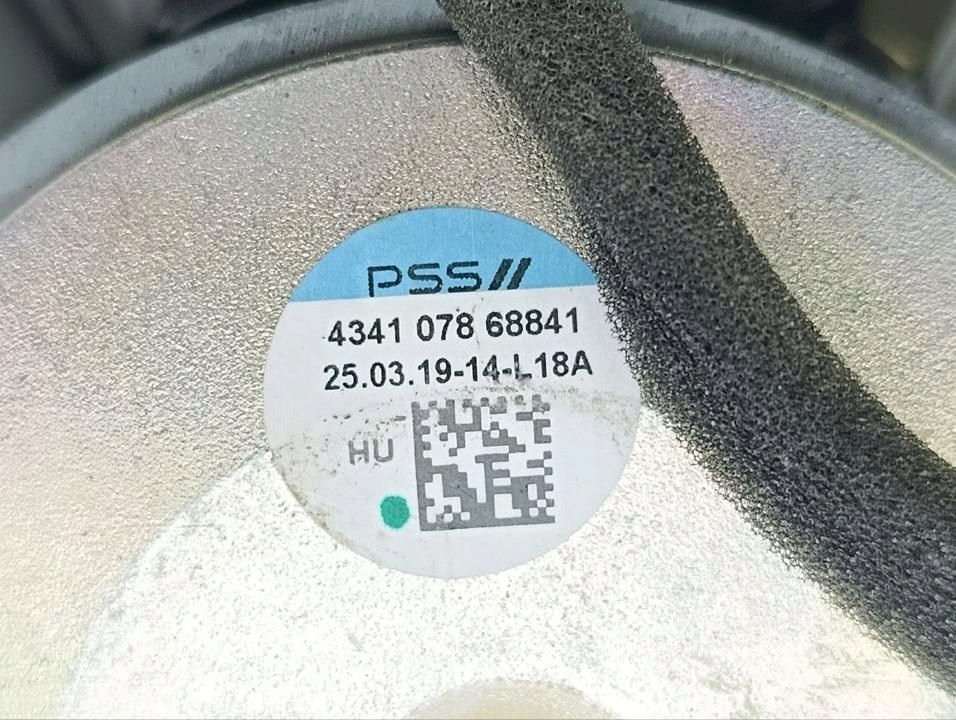 PSS//
4341 078 68841
25.03.19-14-L18A
HU